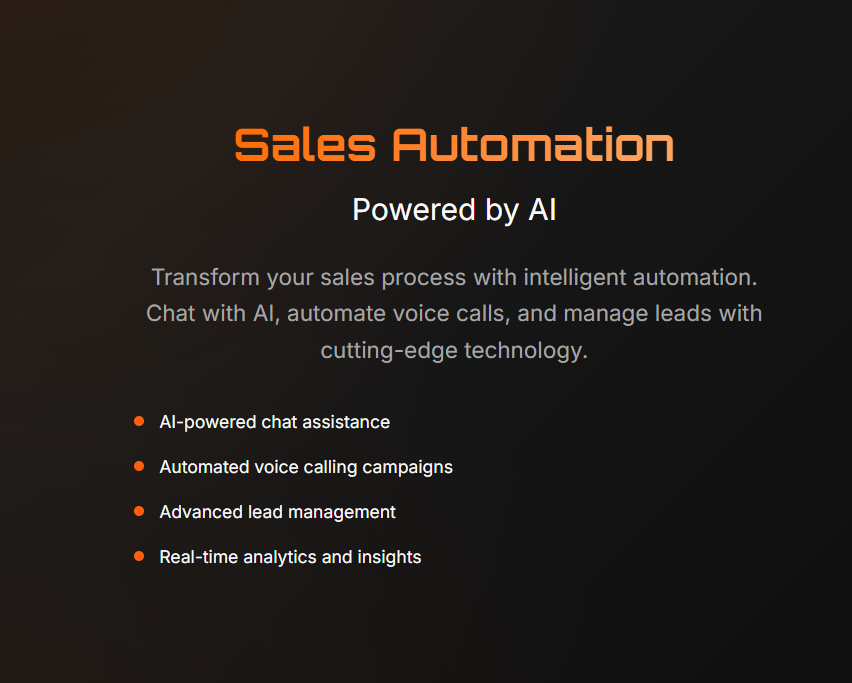 Sales Automation
Powered by AI
Transform your sales process with intelligent automation.
Chat with AI, automate voice calls, and manage leads with
cutting-edge technology.
AI-powered chat assistance
Automated voice calling campaigns
Advanced lead management
Real-time analytics and insights